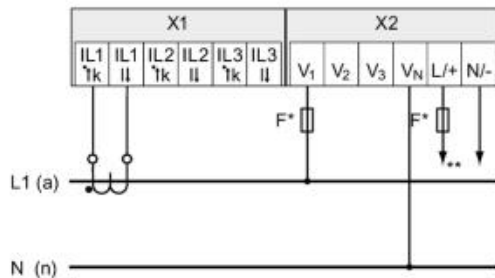 X1 X2
IL1 IL1 IL2 IL2 IL3 IL3 V1 V2 V3 VN L/+ N/-
k l k l k l
F* F*
**
L1 (a)
N (n)